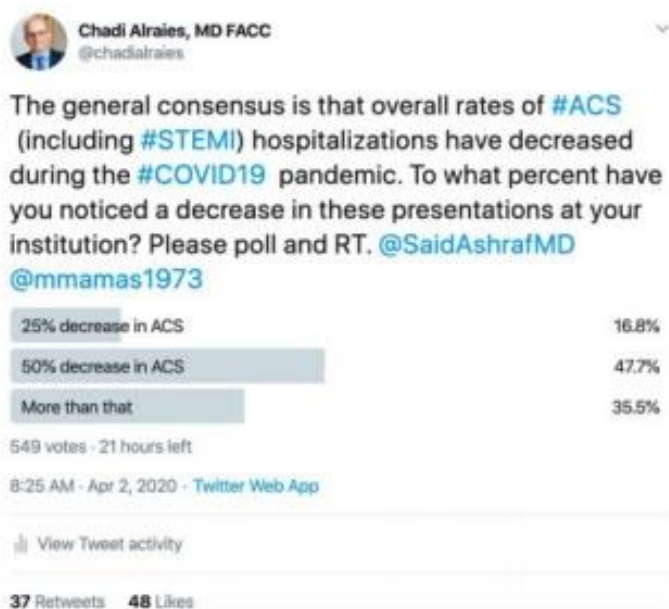 Chadi Alraies, MD FACC
@chadialraies
The general consensus is that overall rates of #ACS
(including #STEMI) hospitalizations have decreased
during the #COVID19 pandemic. To what percent have
you noticed a decrease in these presentations at your
institution? Please poll and RT. @SaidAshrafMD
@mmamas1973
25% decrease in ACS 16.8%
50% decrease in ACS 47.7%
More than that 35.5%
549 votes · 21 hours left
8:25 AM · Apr 2, 2020 · Twitter Web App
View Tweet activity
37 Retweets 48 Likes